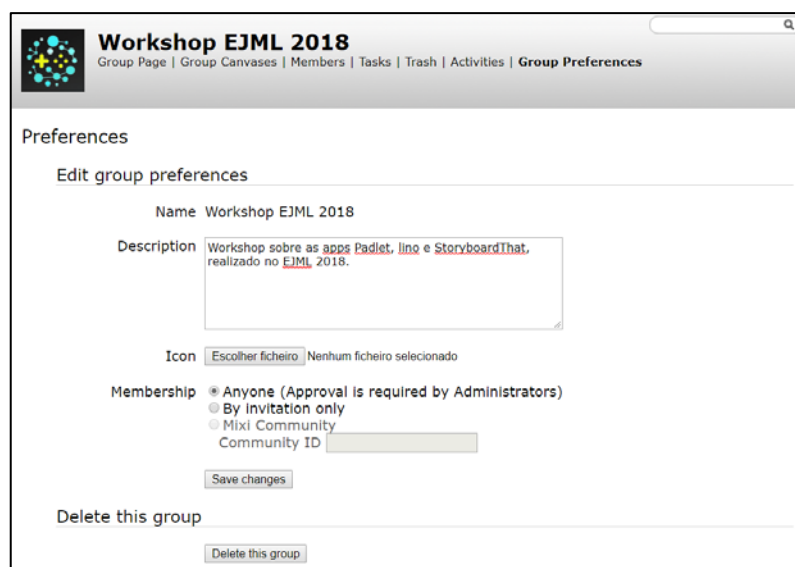 Workshop EJML 2018
Group Page | Group Canvases | Members | Tasks | Trash | Activities | Group Preferences
Preferences
Edit group preferences
Name Workshop EJML 2018
Description Workshop sobre as apps Padlet, lino e StoryboardThat,
realizado no EJML 2018.
Icon Escolher ficheiro Nenhum ficheiro selecionado
Membership Anyone (Approval is required by Administrators)
By invitation only
Mixi Community
Community ID
Save changes
Delete this group
Delete this group